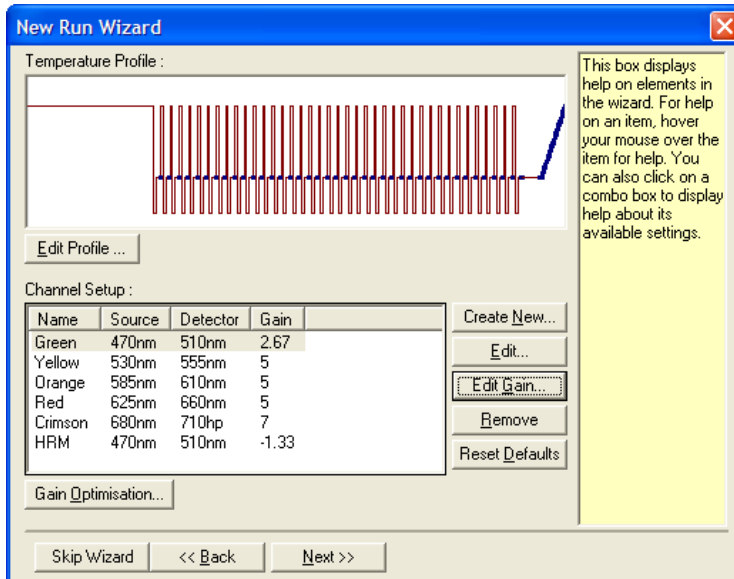 New Run Wizard
Temperature Profile :
This box displays
help on elements in
the wizard. For help
on an item, hover
your mouse over the
item for help. You
can also click on a
combo box to display
help about its
available settings.
Edit Profile ...
Channel Setup :
Name Source Detector Gain
Green 470nm 510nm 2.67
Yellow 530nm 555nm 5
Orange 585nm 610nm 5
Red 625nm 660nm 5
Crimson 680nm 710hp 7
HRM 470nm 510nm -1.33
Create New...
Edit...
Edit Gain...
Remove
Reset Defaults
Gain Optimisation...
Skip Wizard
<< Back
Next >>